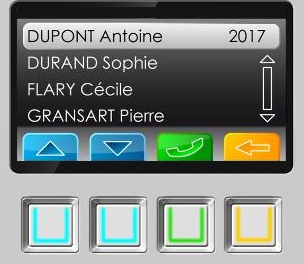 DUPONT Antoine 2017
DURAND Sophie
FLARY Cécile
GRANSART Pierre